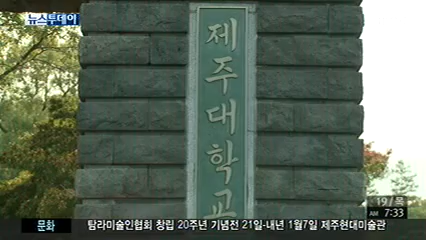 뉴스투데이
제주대학교
19/목
AM 7:33
문화 탐라미술인협회 창립 20주년 기념전 21일-내년 1월7일 제주현대미술관